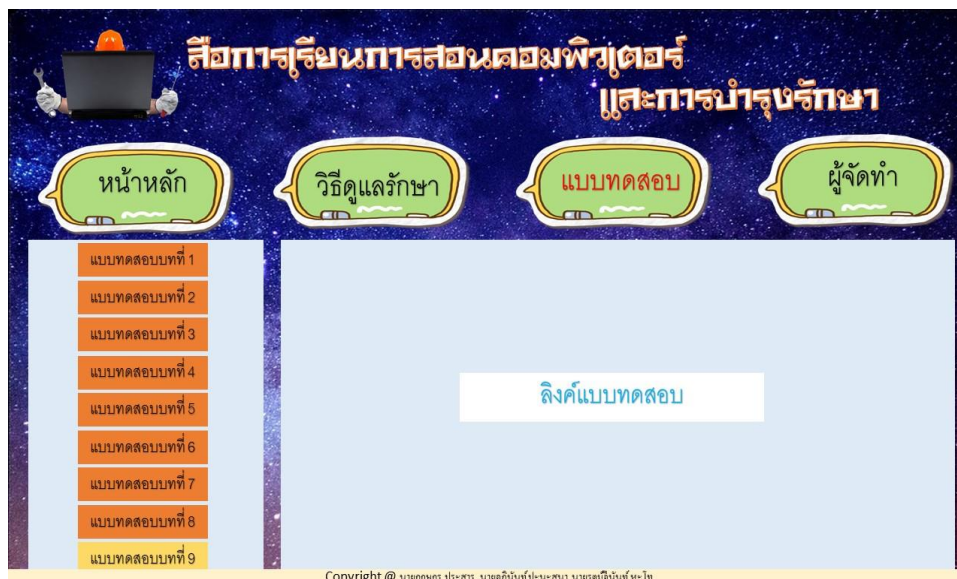 สื่อการเรียนการสอนคอมพิวเตอร์
และการบำรุงรักษา
หน้าหลัก
วิธีดูแลรักษา
แบบทดสอบ
ผู้จัดทำ
แบบทดสอบบทที่ 1
แบบทดสอบบทที่ 2
แบบทดสอบบทที่ 3
แบบทดสอบบทที่ 4
แบบทดสอบบทที่ 5
แบบทดสอบบทที่ 6
แบบทดสอบบทที่ 7
แบบทดสอบบทที่ 8
แบบทดสอบบทที่ 9
ลิงค์แบบทดสอบ
Copyright @